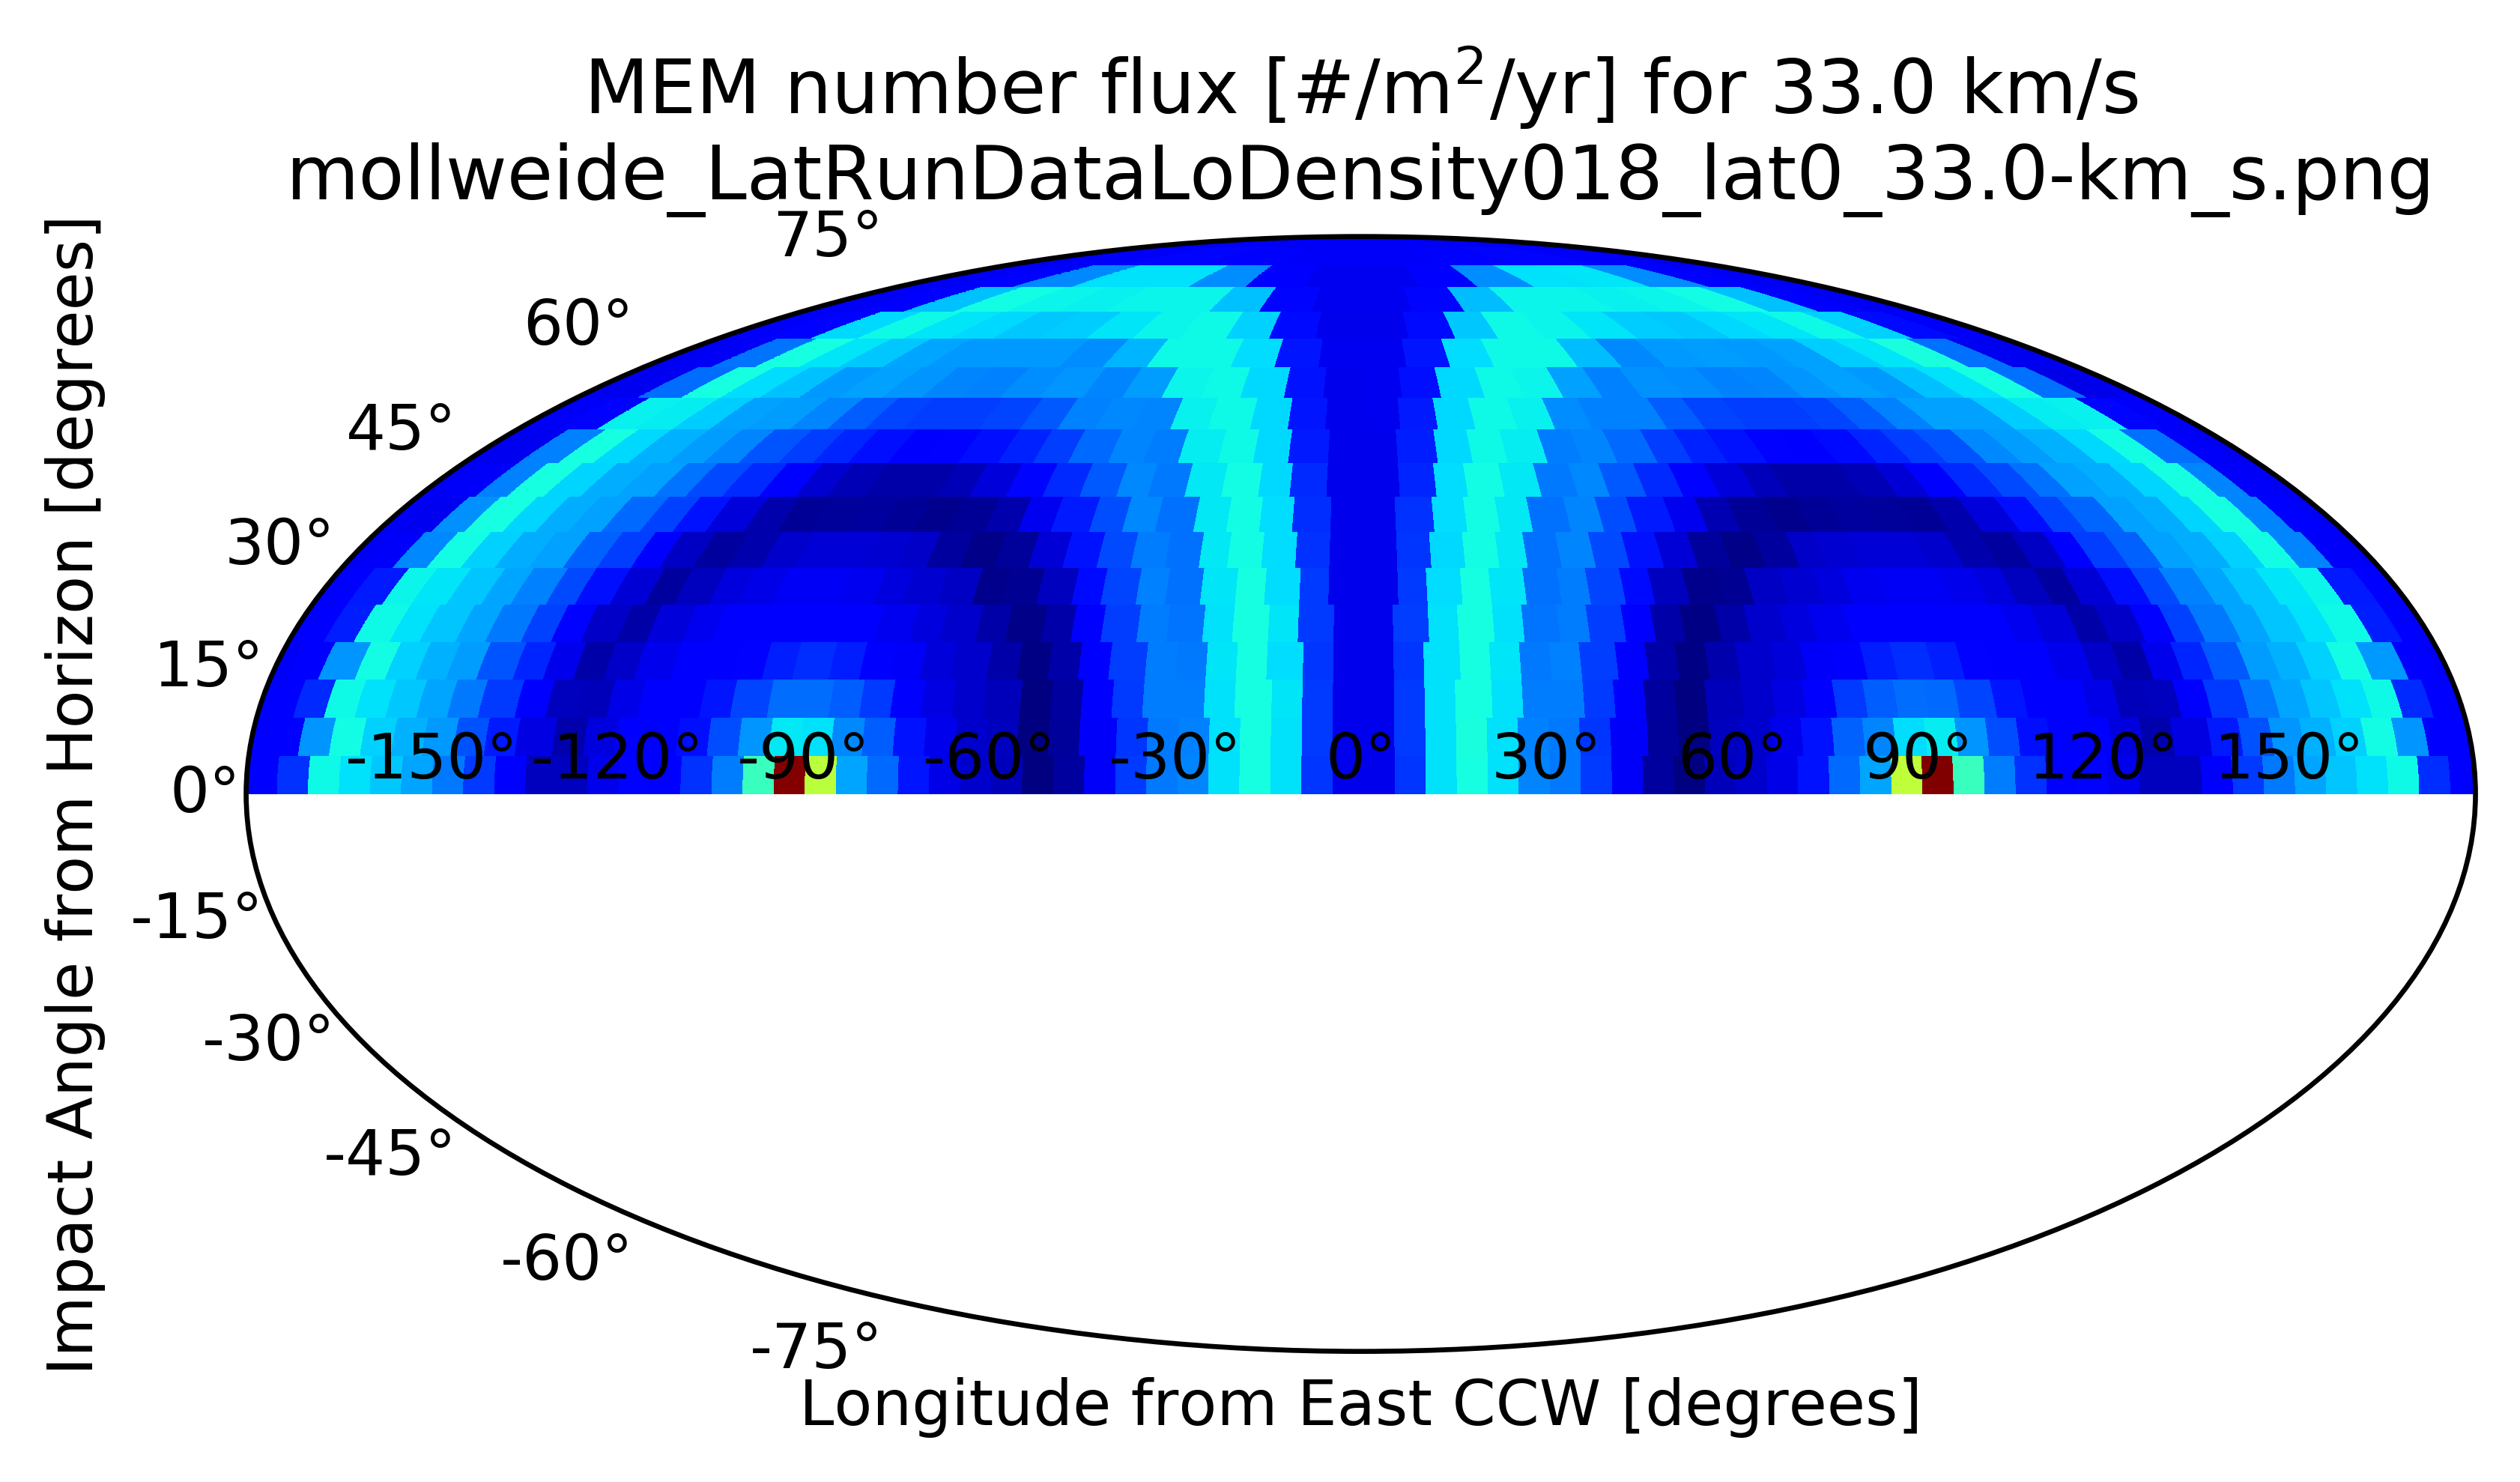 MEM number flux [#/m²/yr] for 33.0 km/s
mollweide_LatRunDataLoDensity018_lat0_33.0-km_s.png
75°
60°
45°
30°
15°
0°
-15°
-30°
-45°
-60°
-75°
-150° -120° -90° -60° -30° 0° 30° 60° 90° 120° 150°
Impact Angle from Horizon [degrees]
Longitude from East CCW [degrees]